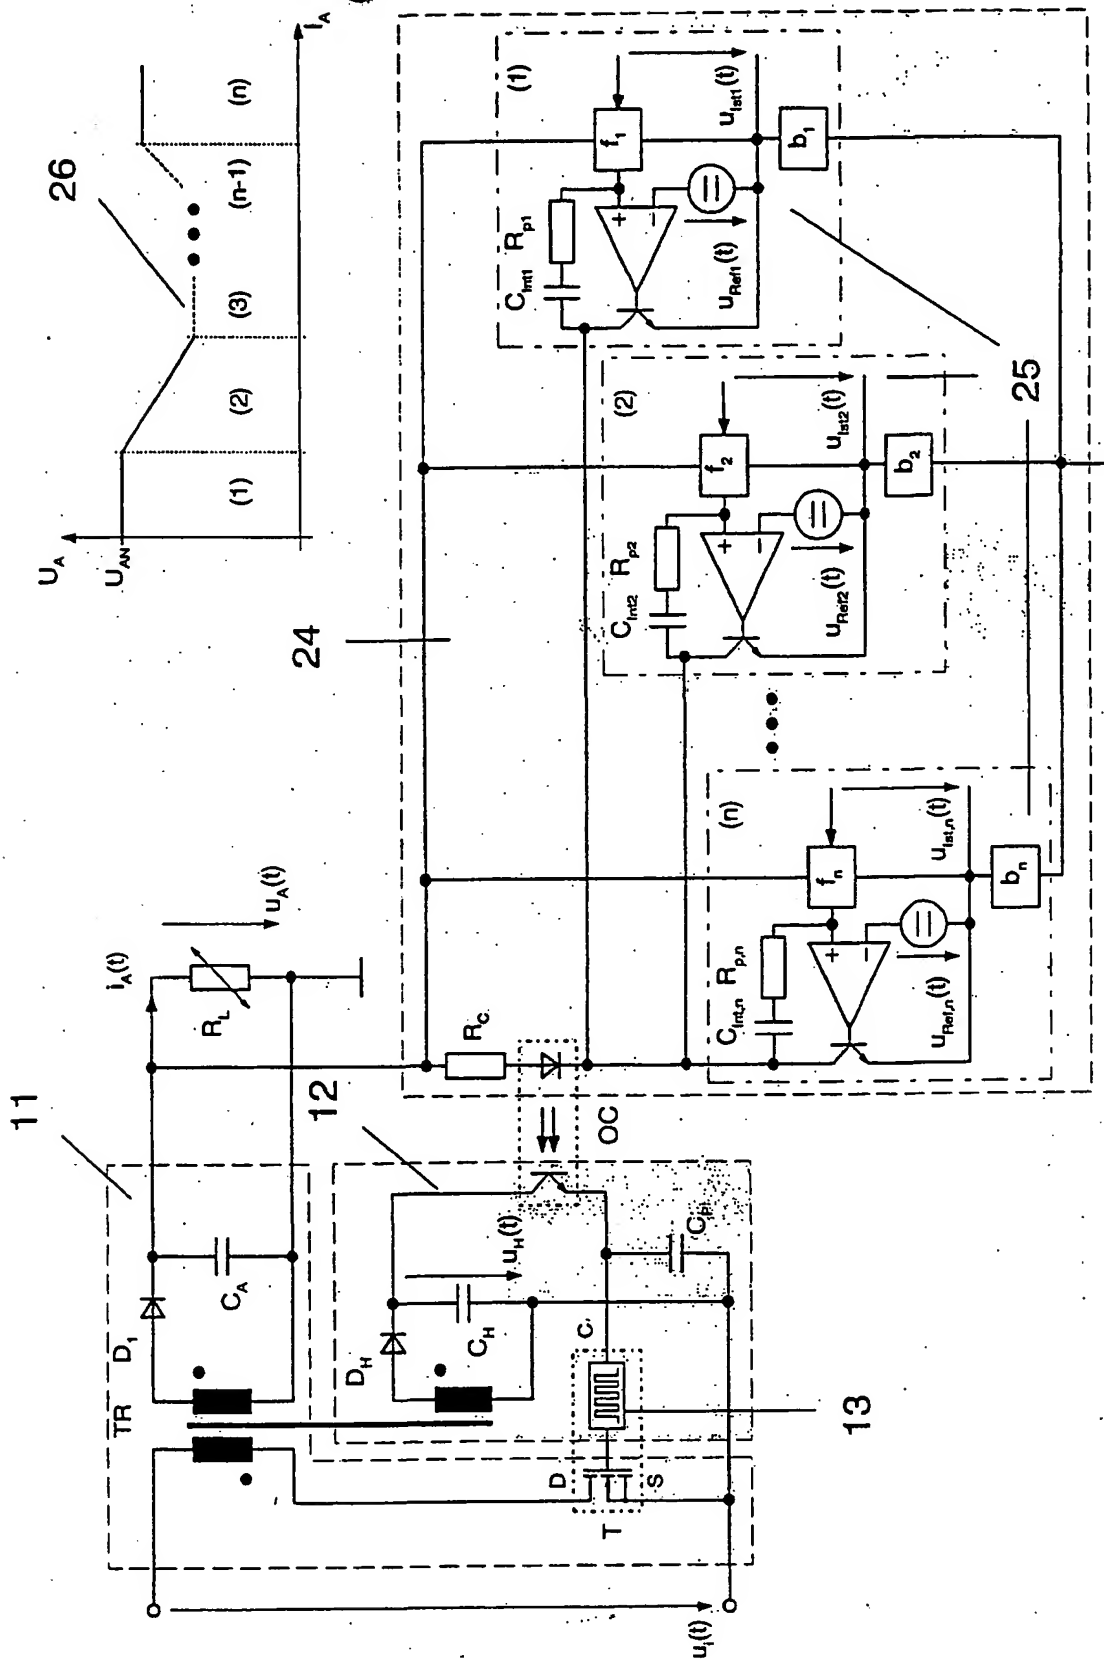 11
TR
D1
CA
iA(t)
RL
uA(t)
12
DH
CH
uH(t)
CP
C
OC
13
D
S
T
ui(t)
24
RC
26
UA
UAN
(1)
(2)
(3)
(n-1)
(n)
iA
(1)
f1
Rp1
CInt1
+
−
=
uRef1(t)
uIst1(t)
b1
(2)
f2
Rp2
CInt2
+
−
=
uRef2(t)
uIst2(t)
b2
25
(n)
fn
Rp,n
CInt,n
+
−
=
uRef,n(t)
uIst,n(t)
bn